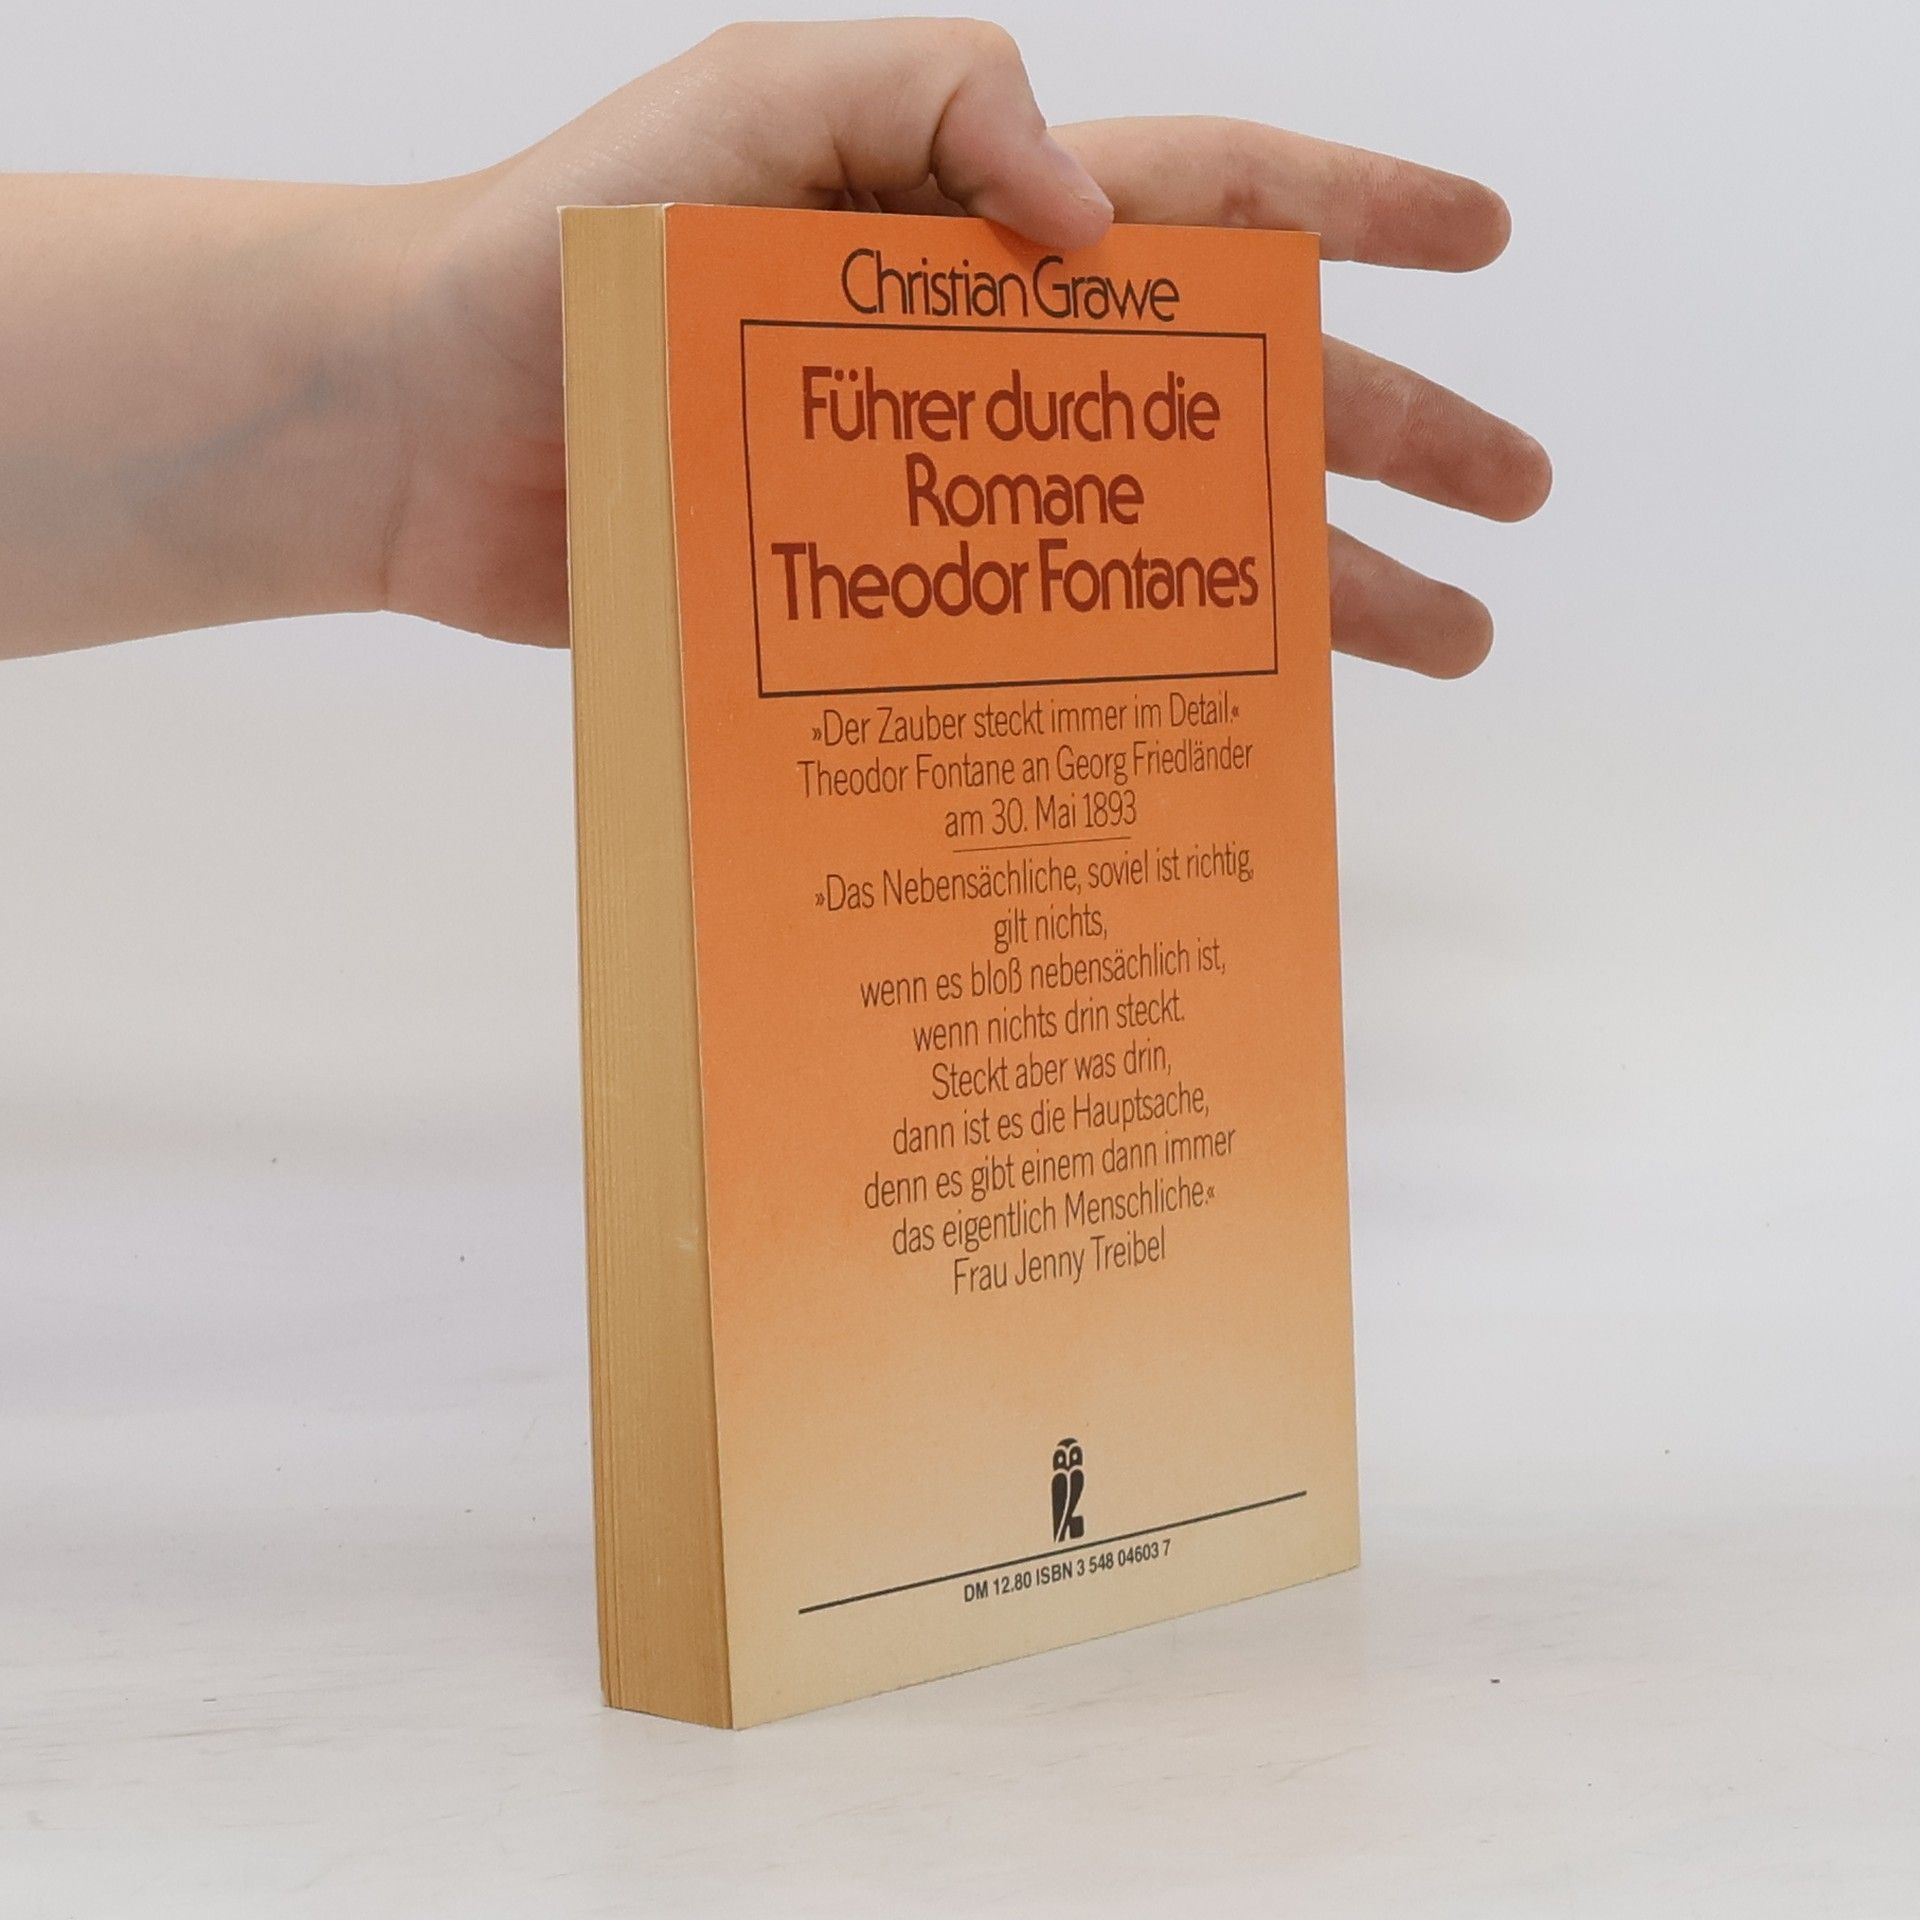 Christian Grawe
Führer durch die
Romane
Theodor Fontanes
»Der Zauber steckt immer im Detail.«
Theodor Fontane an Georg Friedländer
am 30. Mai 1893
»Das Nebensächliche, soviel ist richtig,
gilt nichts,
wenn es bloß nebensächlich ist,
wenn nichts drin steckt.
Steckt aber was drin,
dann ist es die Hauptsache,
denn es gibt einem dann immer
das eigentlich Menschliche.«
Frau Jenny Treibel
DM 12.80 ISBN 3 548 04603 7